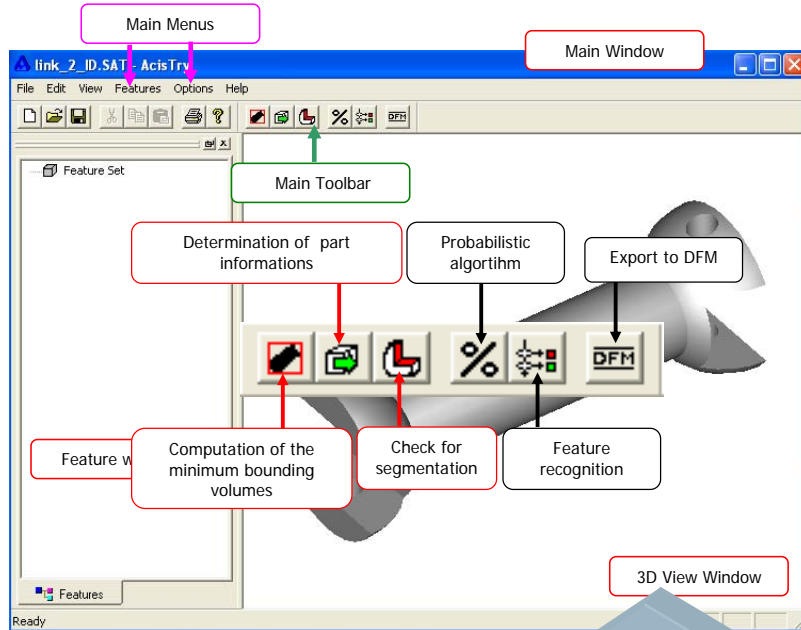 Main Menus
Main Window
link_2_ID.SAT - AcisTry
File Edit View Features Options Help
DFM
Feature Set
Main Toolbar
Determination of part
informations
Probabilistic
algortihm
Export to DFM
%
DFM
Feature w
Computation of the
minimum bounding
volumes
Check for
segmentation
Feature
recognition
3D View Window
Features
Ready